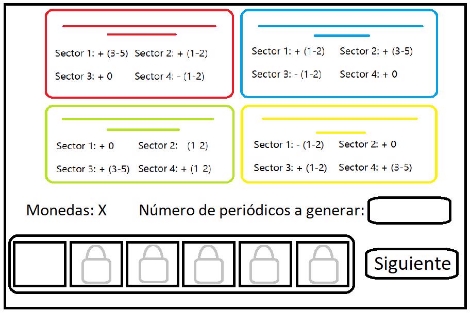 Sector 1: + (3-5) Sector 2: + (1-2)
Sector 3: + 0 Sector 4: - (1-2)
Sector 1: + (1-2) Sector 2: + (3-5)
Sector 3: - (1-2) Sector 4: + 0
Sector 1: + 0 Sector 2: - (1-2)
Sector 3: + (3-5) Sector 4: + (1-2)
Sector 1: - (1-2) Sector 2: + 0
Sector 3: + (1-2) Sector 4: + (3-5)
Monedas: X Número de periódicos a generar:
Siguiente